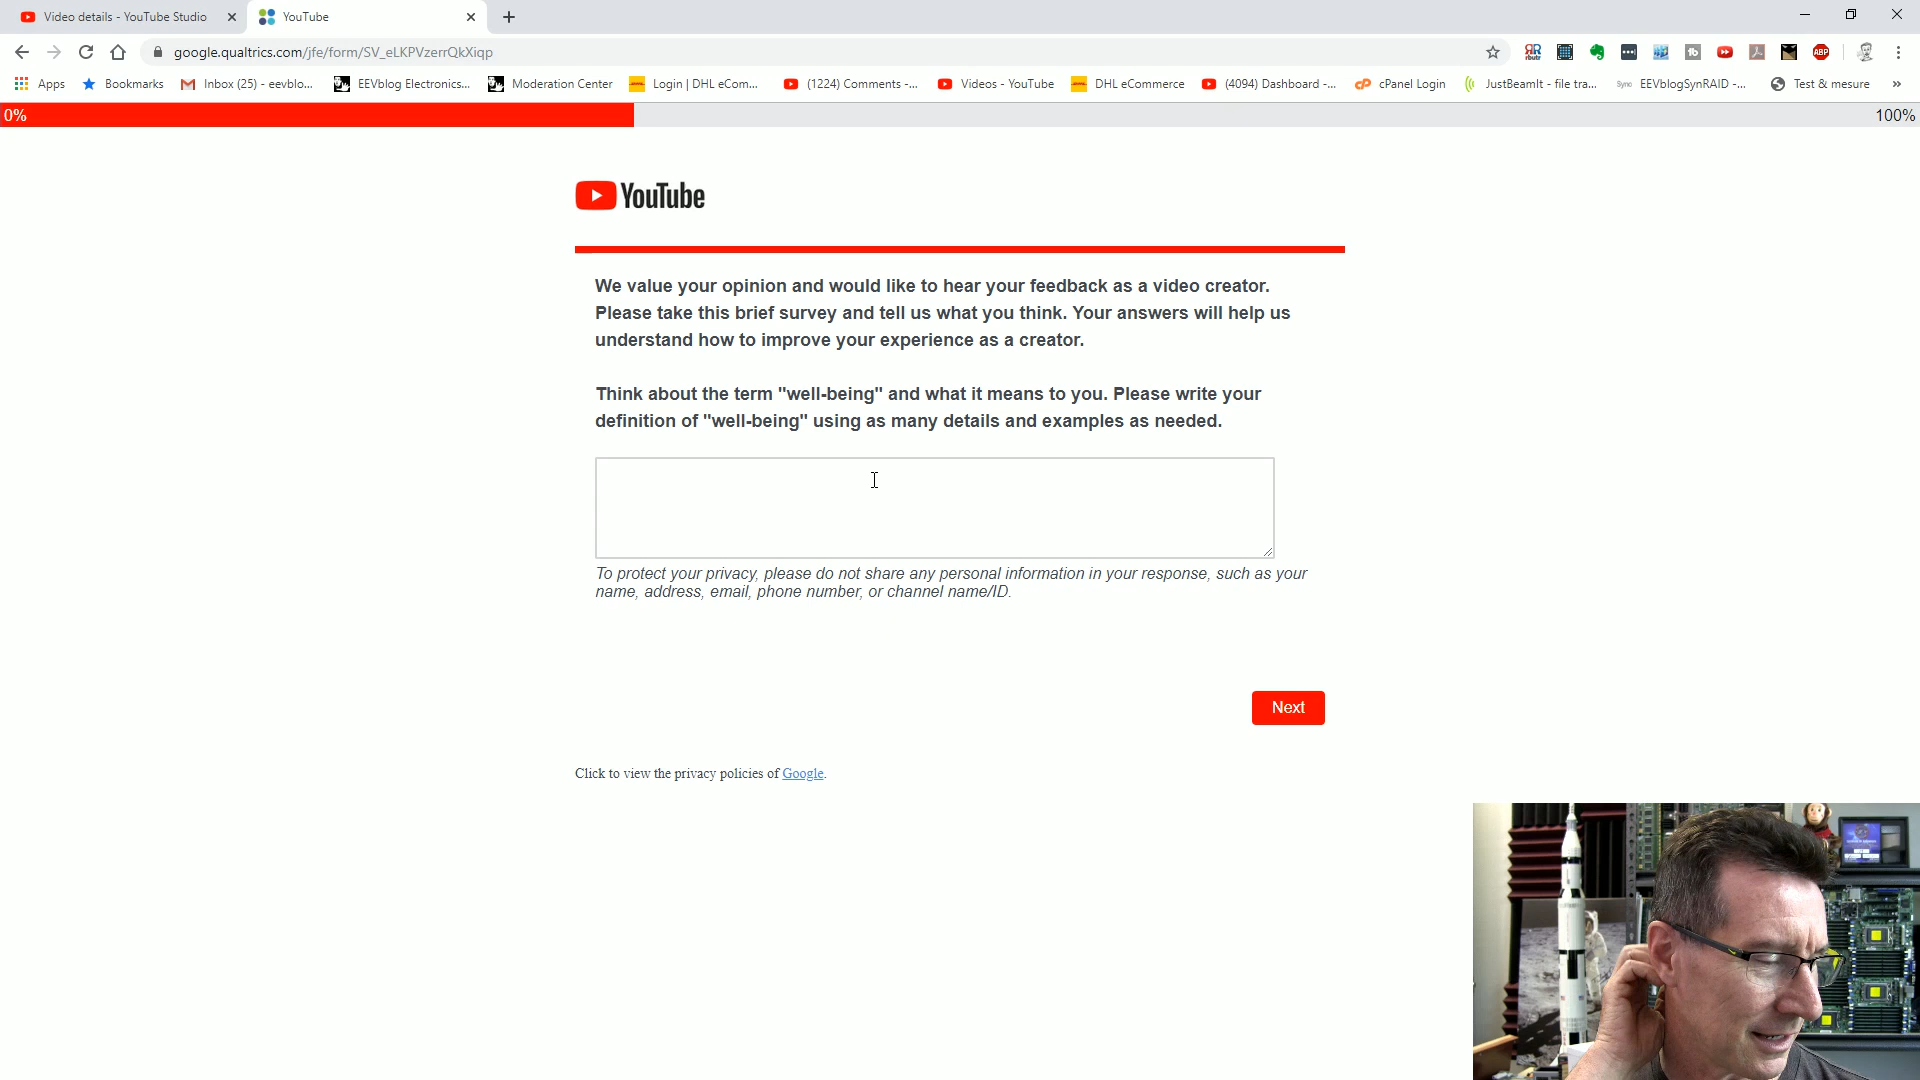 Video details - YouTube Studio
YouTube
google.qualtrics.com/jfe/form/SV_eLKPVzerrQkXiqp
Apps
Bookmarks
Inbox (25) - eevblo...
EEVblog Electronics...
Moderation Center
Login | DHL eCom...
(1224) Comments -...
Videos - YouTube
DHL eCommerce
(4094) Dashboard -...
cPanel Login
JustBeamIt - file tra...
EEVblogSynRAID -...
Test & mesure
»
0%
100%
YouTube
We value your opinion and would like to hear your feedback as a video creator.
Please take this brief survey and tell us what you think. Your answers will help us
understand how to improve your experience as a creator.
Think about the term "well-being" and what it means to you. Please write your
definition of "well-being" using as many details and examples as needed.
To protect your privacy, please do not share any personal information in your response, such as your
name, address, email, phone number, or channel name/ID.
Next
Click to view the privacy policies of Google.